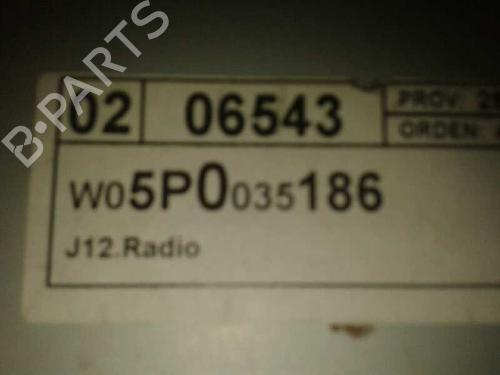 B-PARTS
02 06543 PROV:
ORDEN:
W05P0035186
J12.Radio